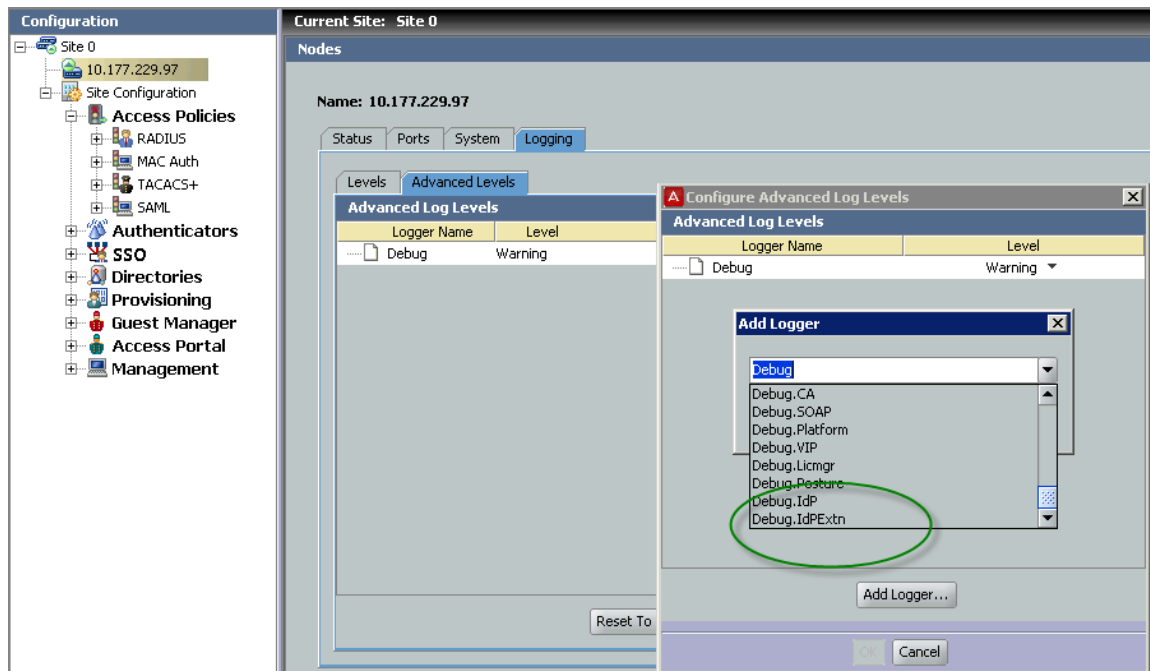 Configuration
Site 0
10.177.229.97
Site Configuration
Access Policies
RADIUS
MAC Auth
TACACS+
SAML
Authenticators
SSO
Directories
Provisioning
Guest Manager
Access Portal
Management
Current Site: Site 0
Nodes
Name: 10.177.229.97
Status Ports System Logging
Levels Advanced Levels
Advanced Log Levels
Logger Name Level
Debug Warning
Reset To
A Configure Advanced Log Levels
Advanced Log Levels
Logger Name Level
Debug Warning
Add Logger
Debug
Debug.CA
Debug.SOAP
Debug.Platform
Debug.VIP
Debug.Licmgr
Debug.Posture
Debug.IdP
Debug.IdPExtn
Add Logger...
OK Cancel